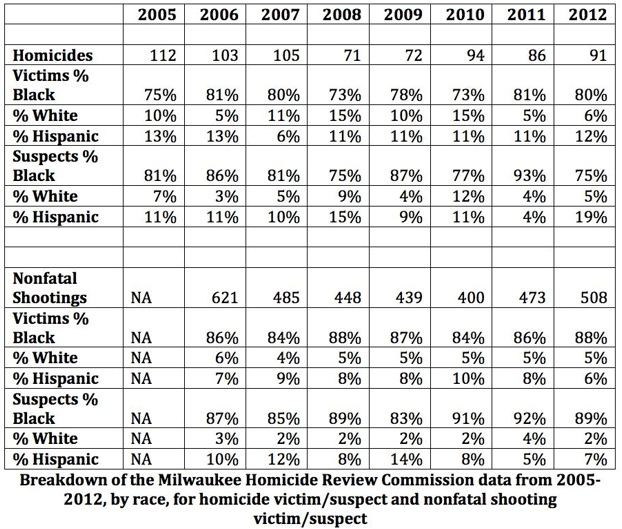 2005 2006 2007 2008 2009 2010 2011 2012
Homicides 112 103 105 71 72 94 86 91
Victims %
Black 75% 81% 80% 73% 78% 73% 81% 80%
% White 10% 5% 11% 15% 10% 15% 5% 6%
% Hispanic 13% 13% 6% 11% 11% 11% 11% 12%
Suspects %
Black 81% 86% 81% 75% 87% 77% 93% 75%
% White 7% 3% 5% 9% 4% 12% 4% 5%
% Hispanic 11% 11% 10% 15% 9% 11% 4% 19%
Nonfatal
Shootings NA 621 485 448 439 400 473 508
Victims %
Black NA 86% 84% 88% 87% 84% 86% 88%
% White NA 6% 4% 5% 5% 5% 5% 5%
% Hispanic NA 7% 9% 8% 8% 10% 8% 6%
Suspects %
Black NA 87% 85% 89% 83% 91% 92% 89%
% White NA 3% 2% 2% 2% 2% 4% 2%
% Hispanic NA 10% 12% 8% 14% 8% 5% 7%
Breakdown of the Milwaukee Homicide Review Commission data from 2005-
2012, by race, for homicide victim/suspect and nonfatal shooting
victim/suspect